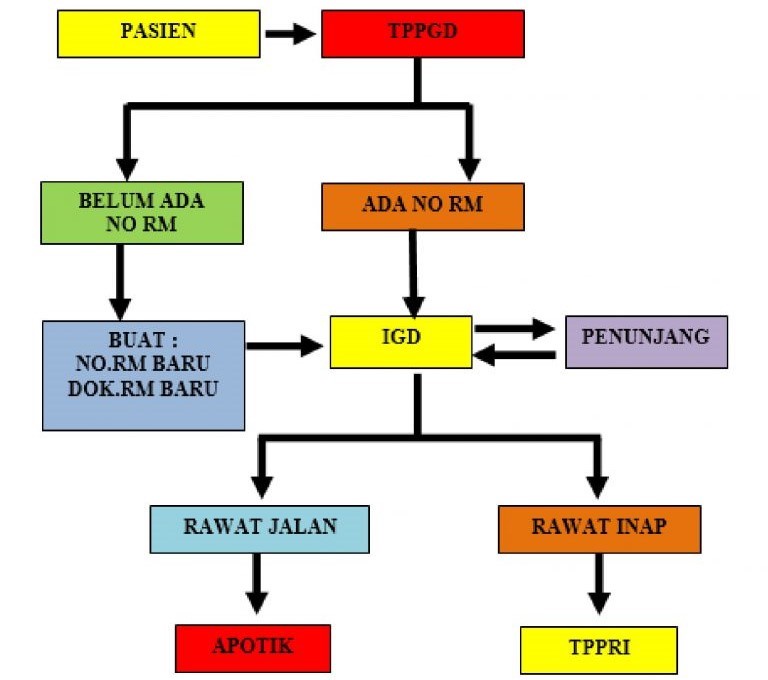 PASIEN
TPPGD
BELUM ADA
NO RM
ADA NO RM
BUAT :
NO.RM BARU
DOK.RM BARU
IGD
PENUNJANG
RAWAT JALAN
RAWAT INAP
APOTIK
TPPRI